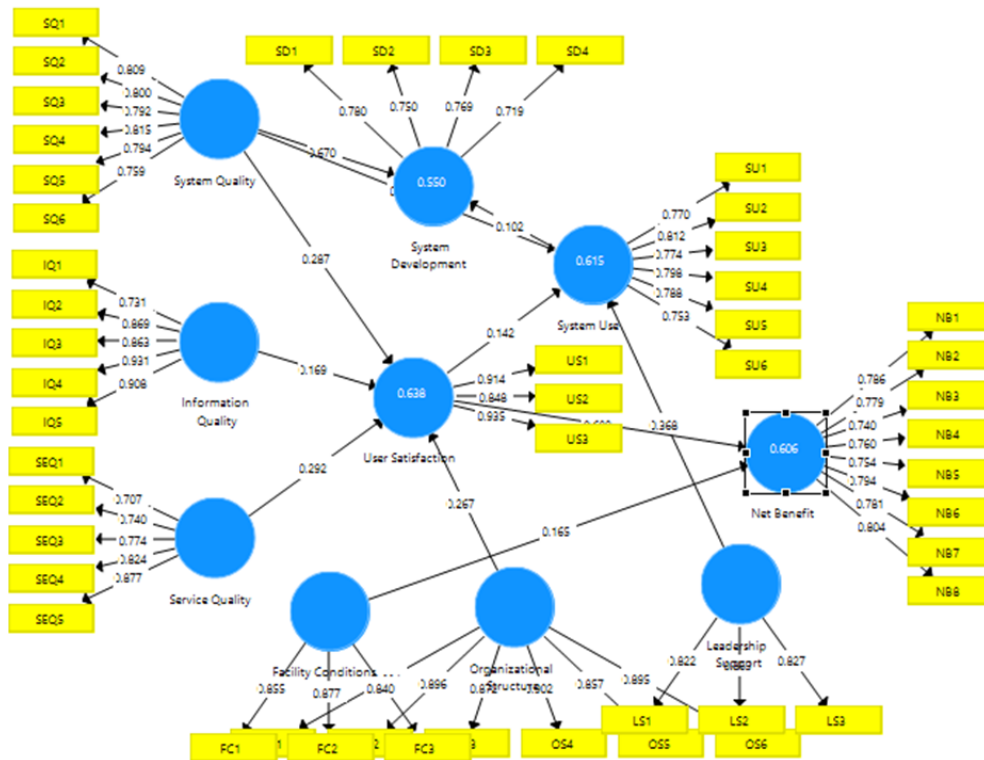 SQ1
SQ2
SQ3
SQ4
SQ5
SQ6
0.809
0.800
0.792
0.815
0.794
0.759
System Quality
SD1
SD2
SD3
SD4
0.780
0.750
0.769
0.719
0.670
0.550
System
Development
0.102
0.615
System Use
SU1
SU2
SU3
SU4
SU5
SU6
0.770
0.812
0.774
0.798
0.788
0.753
IQ1
IQ2
IQ3
IQ4
IQ5
0.731
0.869
0.863
0.931
0.908
Information
Quality
0.287
0.169
0.142
0.638
User Satisfaction
US1
US2
US3
0.914
0.848
0.935
0.368
NB1
NB2
NB3
NB4
NB5
NB6
NB7
NB8
0.786
0.779
0.740
0.760
0.754
0.794
0.781
0.804
0.606
Net Benefit
SEQ1
SEQ2
SEQ3
SEQ4
SEQ5
0.707
0.740
0.774
0.824
0.877
Service Quality
0.292
0.267
0.165
Facility Conditions
0.855
0.877
0.840
Organizational
Structure
0.896
0.902
0.857
0.895
Leadership
Support
0.822
0.827
FC1
FC2
FC3
OS4
OS5
OS6
LS1
LS2
LS3